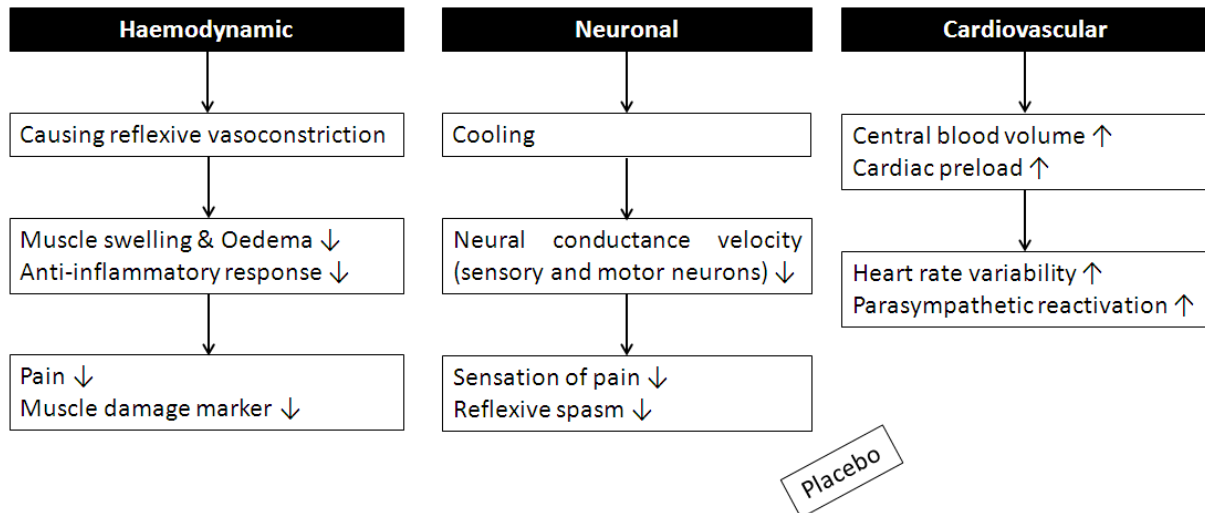 Haemodynamic
Causing reflexive vasoconstriction
Muscle swelling & Oedema ↓
Anti-inflammatory response ↓
Pain ↓
Muscle damage marker ↓
Neuronal
Cooling
Neural conductance velocity
(sensory and motor neurons) ↓
Sensation of pain ↓
Reflexive spasm ↓
Cardiovascular
Central blood volume ↑
Cardiac preload ↑
Heart rate variability ↑
Parasympathetic reactivation ↑
Placebo